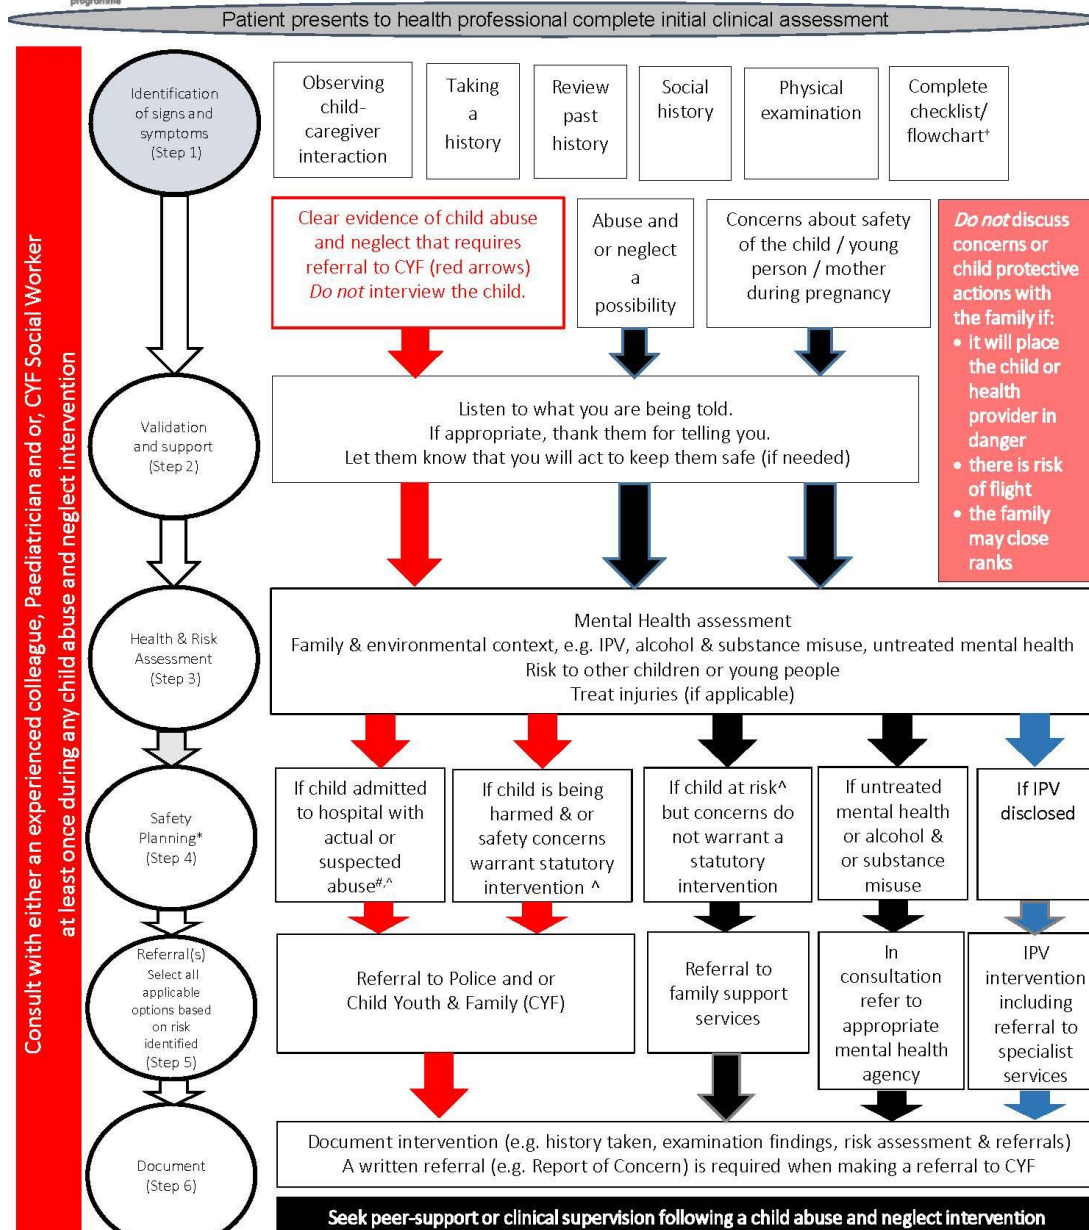 programme
Patient presents to health professional complete initial clinical assessment
Consult with either an experienced colleague, Paediatrician and or, CYF Social Worker
at least once during any child abuse and neglect intervention
Identification
of signs and
symptoms
(Step 1)
Observing
child-
caregiver
interaction
Taking
a
history
Review
past
history
Social
history
Physical
examination
Complete
checklist/
flowchart†
Clear evidence of child abuse
and neglect that requires
referral to CYF (red arrows)
Do not interview the child.
Abuse and
or neglect
a
possibility
Concerns about safety
of the child / young
person / mother
during pregnancy
Do not discuss
concerns or
child protective
actions with
the family if:
• it will place
the child or
health
provider in
danger
• there is risk
of flight
• the family
may close
ranks
Validation
and support
(Step 2)
Listen to what you are being told.
If appropriate, thank them for telling you.
Let them know that you will act to keep them safe (if needed)
Health & Risk
Assessment
(Step 3)
Mental Health assessment
Family & environmental context, e.g. IPV, alcohol & substance misuse, untreated mental health
Risk to other children or young people
Treat injuries (if applicable)
Safety
Planning*
(Step 4)
If child admitted
to hospital with
actual or
suspected
abuse#,^
If child is being
harmed & or
safety concerns
warrant statutory
intervention ^
If child at risk^
but concerns do
not warrant a
statutory
intervention
If untreated
mental health
or alcohol &
or substance
misuse
If IPV
disclosed
Referral(s)
Select all
applicable
options based
on risk
identified
(Step 5)
Referral to Police and or
Child Youth & Family (CYF)
Referral to
family support
services
In
consultation
refer to
appropriate
mental health
agency
IPV
intervention
including
referral to
specialist
services
Document
(Step 6)
Document intervention (e.g. history taken, examination findings, risk assessment & referrals)
A written referral (e.g. Report of Concern) is required when making a referral to CYF
Seek peer-support or clinical supervision following a child abuse and neglect intervention